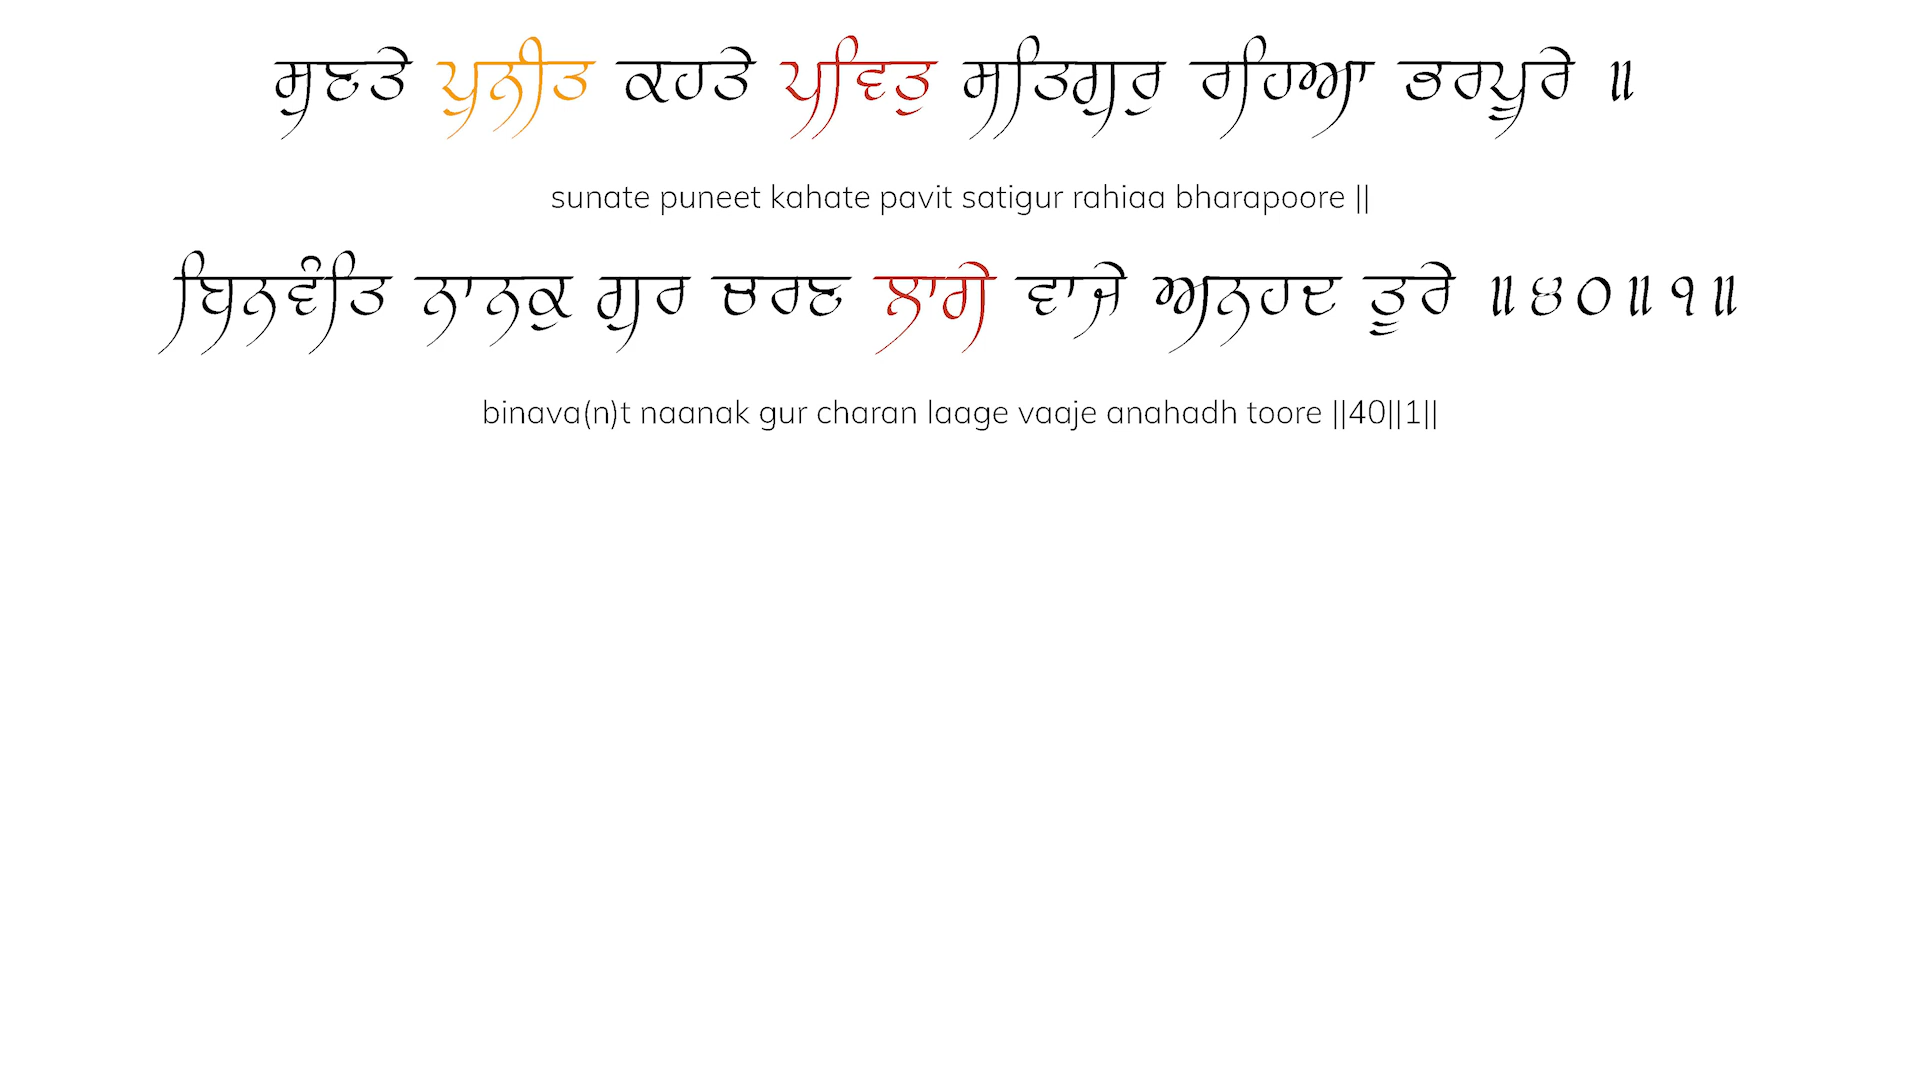 ਸੁਣਤੇ ਪੁਨੀਤ ਕਹਤੇ ਪਵਿਤੁ ਸਤਿਗੁਰੁ ਰਹਿਆ ਭਰਪੂਰੇ ॥
sunate puneet kahate pavit satigur rahiaa bharapoore ||
ਬਿਨਵੰਤਿ ਨਾਨਕੁ ਗੁਰ ਚਰਣ ਲਾਗੇ ਵਾਜੇ ਅਨਹਦ ਤੂਰੇ ॥੪੦॥੧॥
binava(n)t naanak gur charan laage vaaje anahadh toore ||40||1||